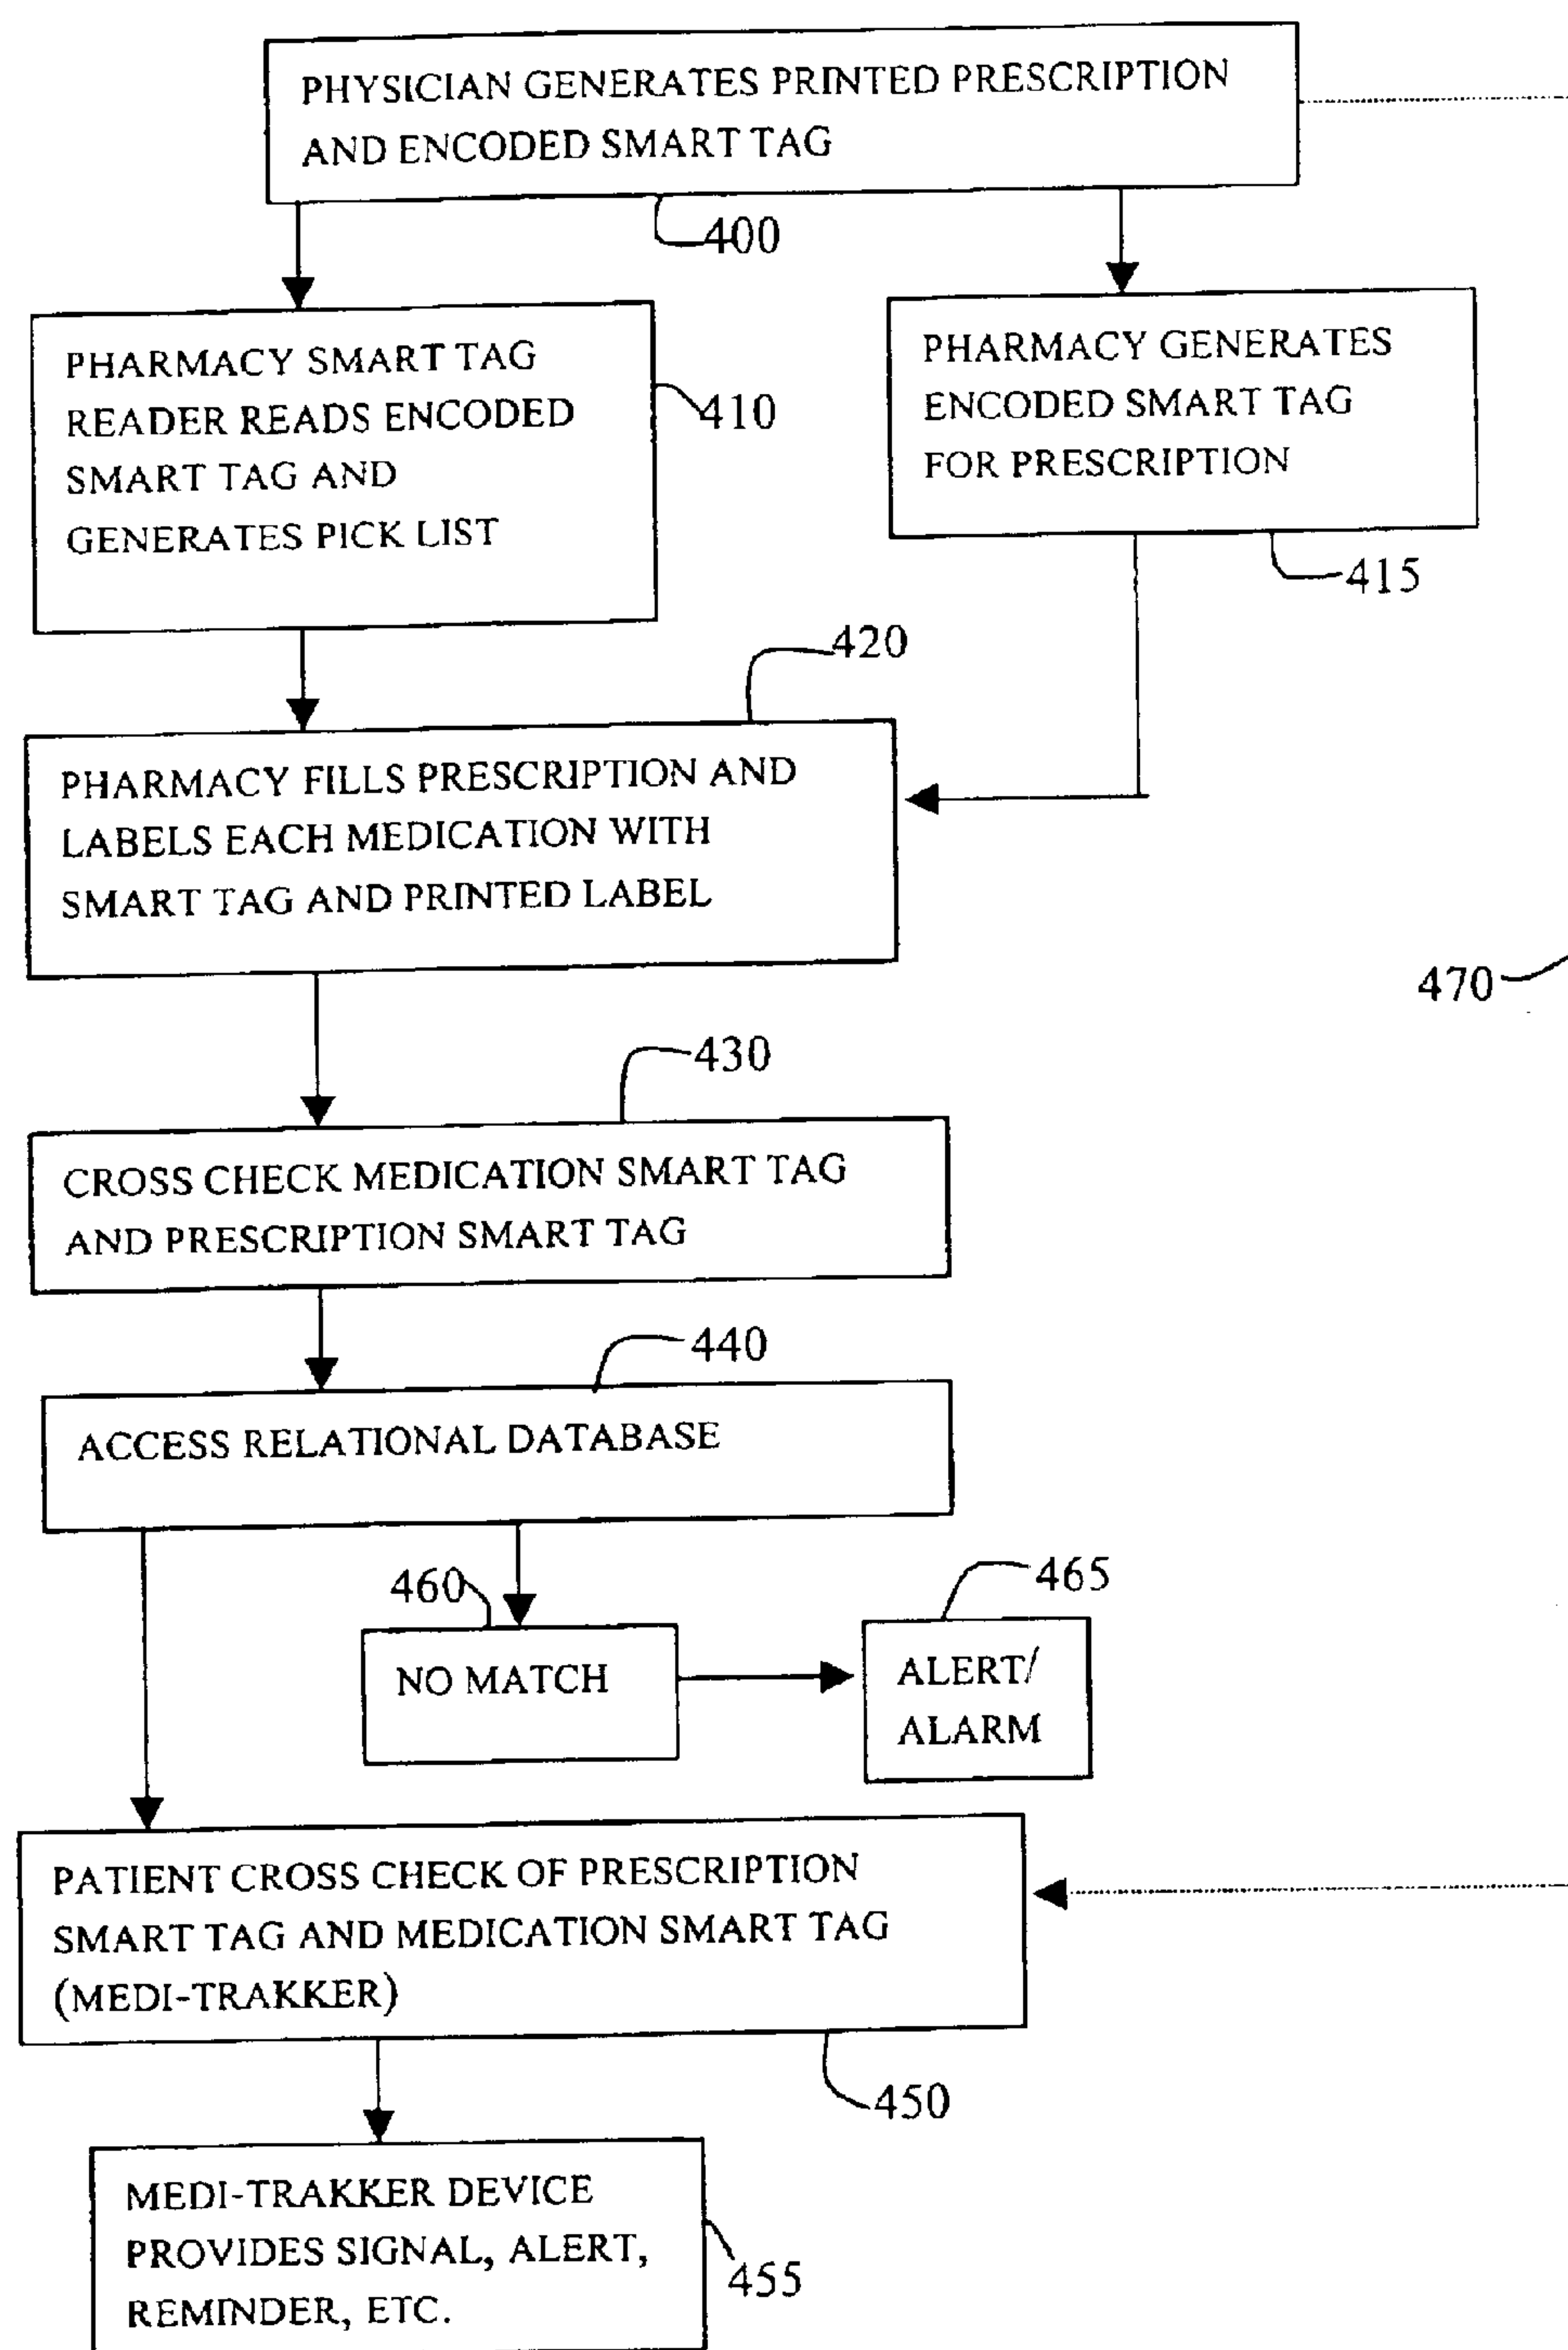 PHYSICIAN GENERATES PRINTED PRESCRIPTION
AND ENCODED SMART TAG
400
PHARMACY SMART TAG
READER READS ENCODED
SMART TAG AND
GENERATES PICK LIST
410
PHARMACY GENERATES
ENCODED SMART TAG
FOR PRESCRIPTION
415
420
PHARMACY FILLS PRESCRIPTION AND
LABELS EACH MEDICATION WITH
SMART TAG AND PRINTED LABEL
470
430
CROSS CHECK MEDICATION SMART TAG
AND PRESCRIPTION SMART TAG
440
ACCESS RELATIONAL DATABASE
460
NO MATCH
465
ALERT/
ALARM
PATIENT CROSS CHECK OF PRESCRIPTION
SMART TAG AND MEDICATION SMART TAG
(MEDI-TRAKKER)
450
MEDI-TRAKKER DEVICE
PROVIDES SIGNAL, ALERT,
REMINDER, ETC.
455